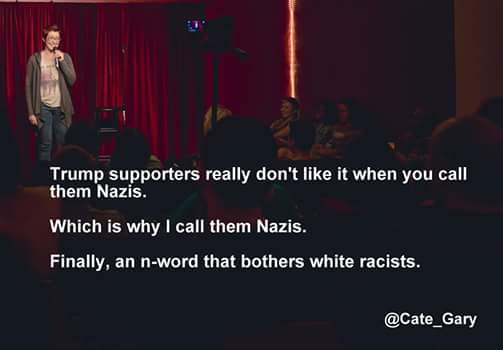 Trump supporters really don't like it when you call
them Nazis.
Which is why I call them Nazis.
Finally, an n-word that bothers white racists.
@Cate_Gary